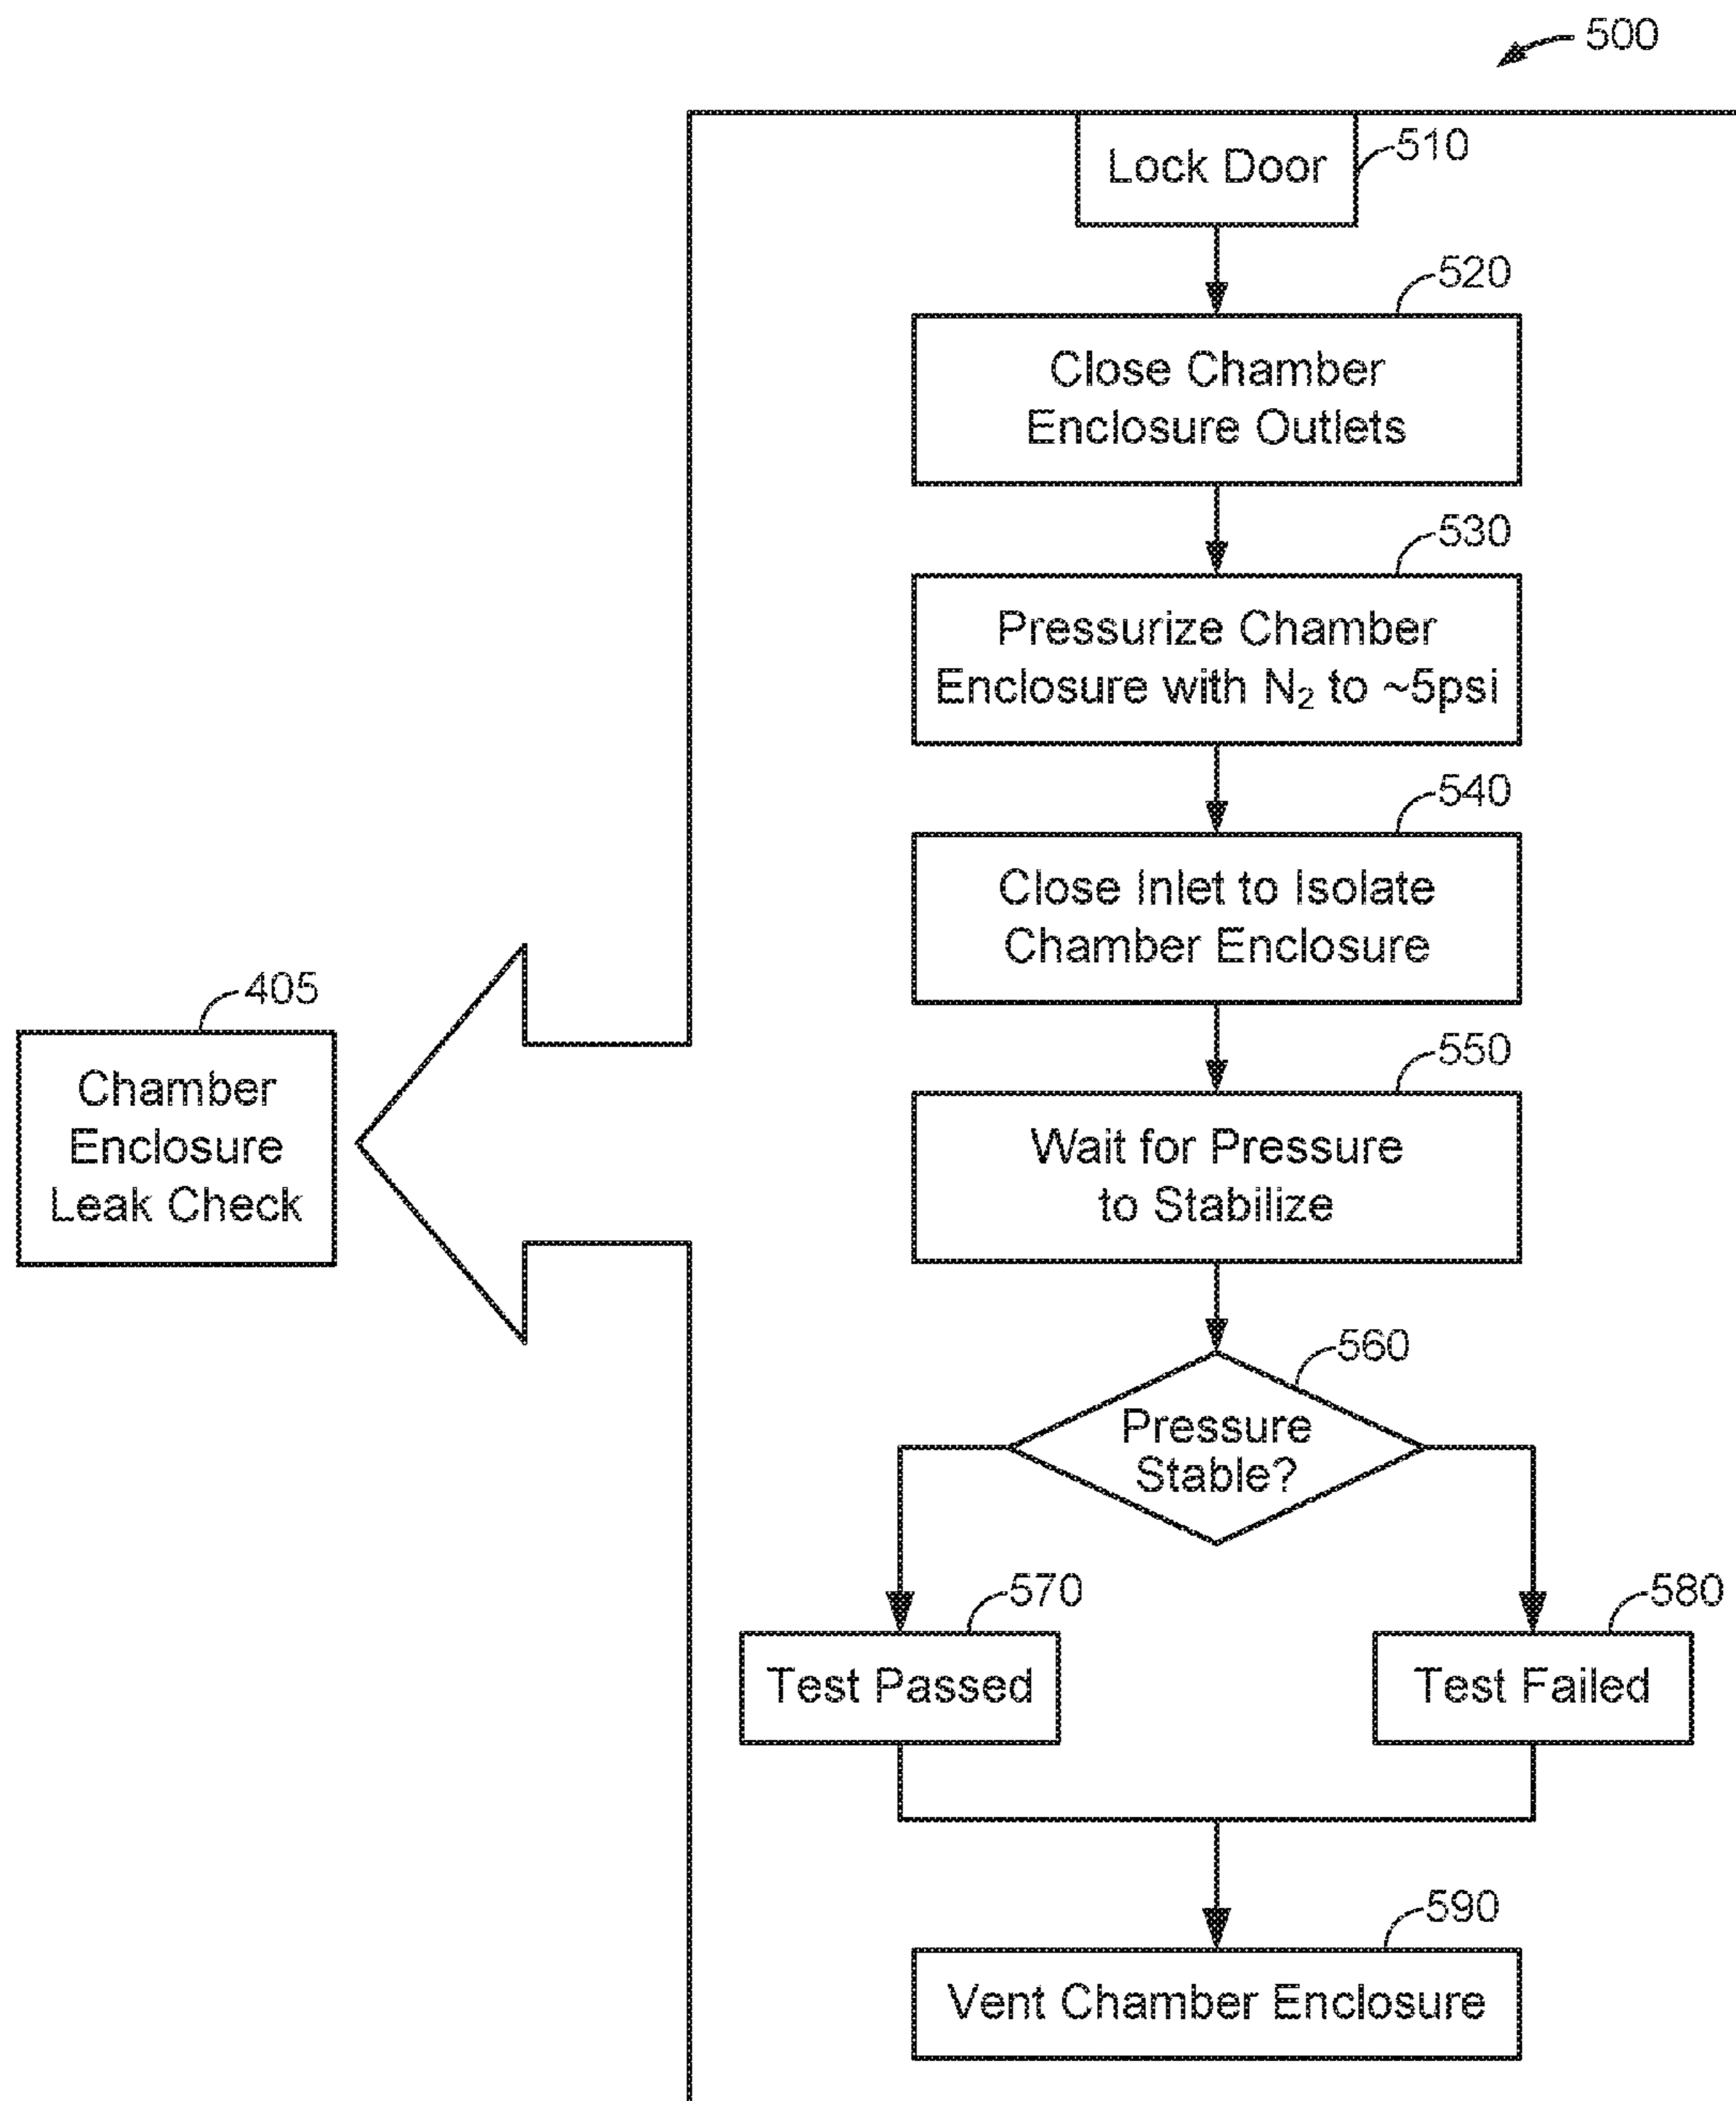 500
Lock Door
510
520
Close Chamber
Enclosure Outlets
530
Pressurize Chamber
Enclosure with N₂ to ~5psi
540
Close Inlet to Isolate
Chamber Enclosure
405
Chamber
Enclosure
Leak Check
550
Wait for Pressure
to Stabilize
560
Pressure
Stable?
570
Test Passed
580
Test Failed
590
Vent Chamber Enclosure